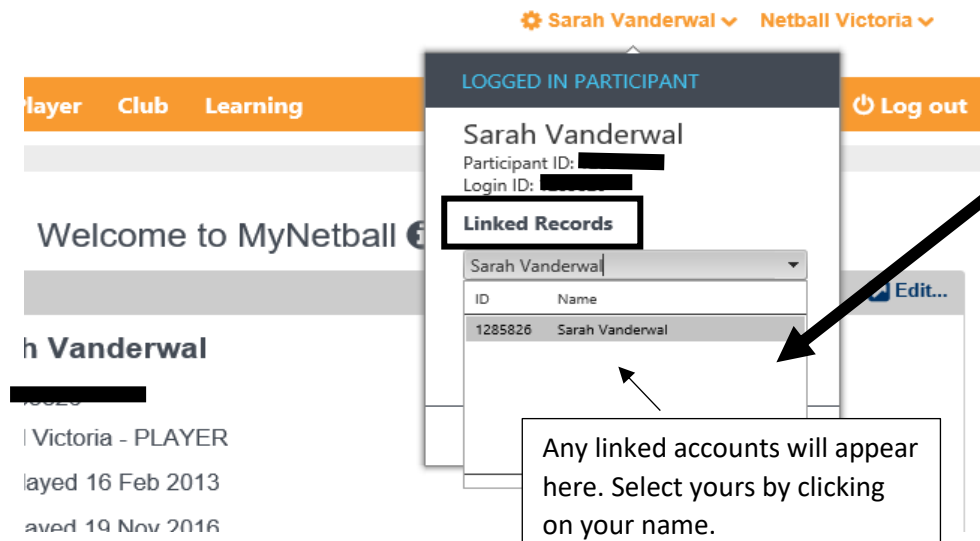 Sarah Vanderwal Netball Victoria
LOGGED IN PARTICIPANT
layer Club Learning
Log out
Sarah Vanderwal
Participant ID:
Login ID:
Linked Records
Welcome to MyNetball
Sarah Vanderwal
Edit...
ID Name
1285826 Sarah Vanderwal
h Vanderwal
Victoria - PLAYER
layed 16 Feb 2013
ayed 19 Nov 2016
Any linked accounts will appear
here. Select yours by clicking
on your name.